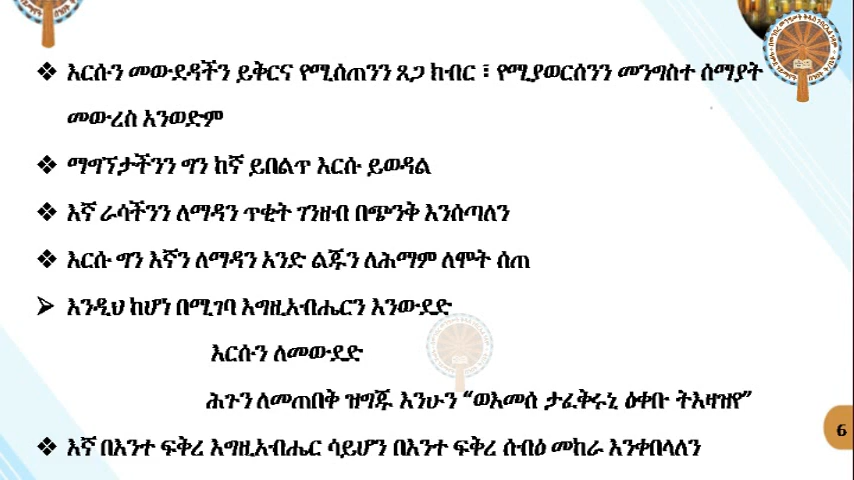 ❖ እርሱን መውደዳችን ይቅርና የሚሰጠንን ጸጋ ክብር ፣ የሚያወርሰንን መንግስተ ሰማያት
መውረስ አንወድም
❖ ማግኘታችንን ግን ከኛ ይበልጥ እርሱ ይወዳል
❖ እኛ ራሳችንን ለማዳን ጥቂት ገንዘብ በጭንቅ እንሰጣለን
❖ እርሱ ግን እኛን ለማዳን አንድ ልጁን ለሕማም ለሞት ሰጠ
➢ እንዲህ ከሆነ በሚገባ እግዚአብሔርን እንውደድ
እርሱን ለመውደድ
ሕጉን ለመጠበቅ ዝግጁ እንሁን “ወእመሰ ታፈቅሩኒ ዕቀቡ ትእዛዝየ”
6
❖ እኛ በእንተ ፍቅረ እግዚአብሔር ሳይሆን በእንተ ፍቅረ ሰብዕ መከራ እንቀበላለን